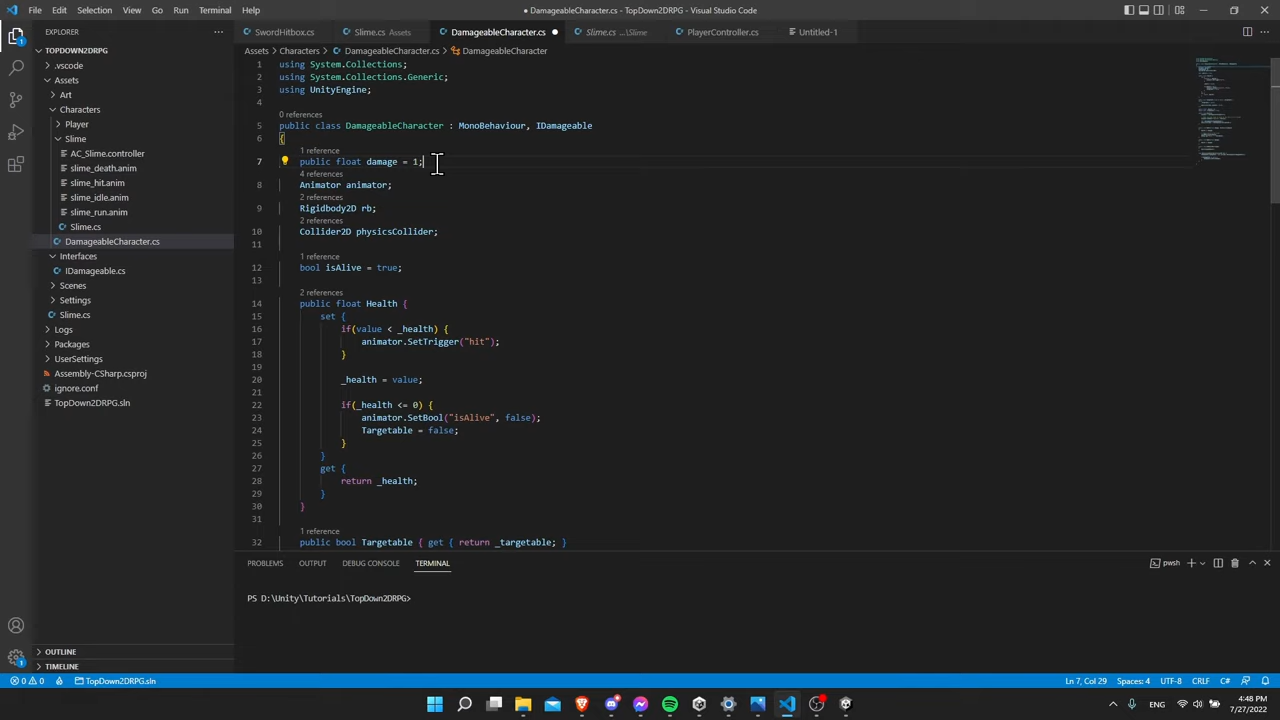 File Edit Selection View Go Run Terminal Help
● DamageableCharacter.cs - TopDown2DRPG - Visual Studio Code
EXPLORER ...
SwordHitbox.cs Slime.cs Assets DamageableCharacter.cs ● Slime.cs ...\Slime PlayerController.cs Untitled-1
TOPDOWN2DRPG
.vscode
Assets
Art
Characters
Player
Slime
AC_Slime.controller
slime_death.anim
slime_hit.anim
slime_idle.anim
slime_run.anim
Slime.cs
DamageableCharacter.cs
Interfaces
IDamageable.cs
Scenes
Settings
Slime.cs
Logs
Packages
UserSettings
Assembly-CSharp.csproj
ignore.conf
TopDown2DRPG.sln
OUTLINE
TIMELINE
Assets > Characters > DamageableCharacter.cs > DamageableCharacter
1 using System.Collections;
2 using System.Collections.Generic;
3 using UnityEngine;
4
0 references
5 public class DamageableCharacter : MonoBehaviour, IDamageable
6 {
1 reference
7 public float damage = 1;
4 references
8 Animator animator;
2 references
9 Rigidbody2D rb;
2 references
10 Collider2D physicsCollider;
11
1 reference
12 bool isAlive = true;
13
2 references
14 public float Health {
15 set {
16 if(value < _health) {
17 animator.SetTrigger("hit");
18 }
19
20 _health = value;
21
22 if(_health <= 0) {
23 animator.SetBool("isAlive", false);
24 Targetable = false;
25 }
26 }
27 get {
28 return _health;
29 }
30 }
31
1 reference
32 public bool Targetable { get { return _targetable; }
PROBLEMS OUTPUT DEBUG CONSOLE TERMINAL
pwsh
PS D:\Unity\Tutorials\TopDown2DRPG>
1
0 0 TopDown2DRPG.sln
Ln 7, Col 29 Spaces: 4 UTF-8 CRLF C#
ENG
4:48 PM
7/27/2022